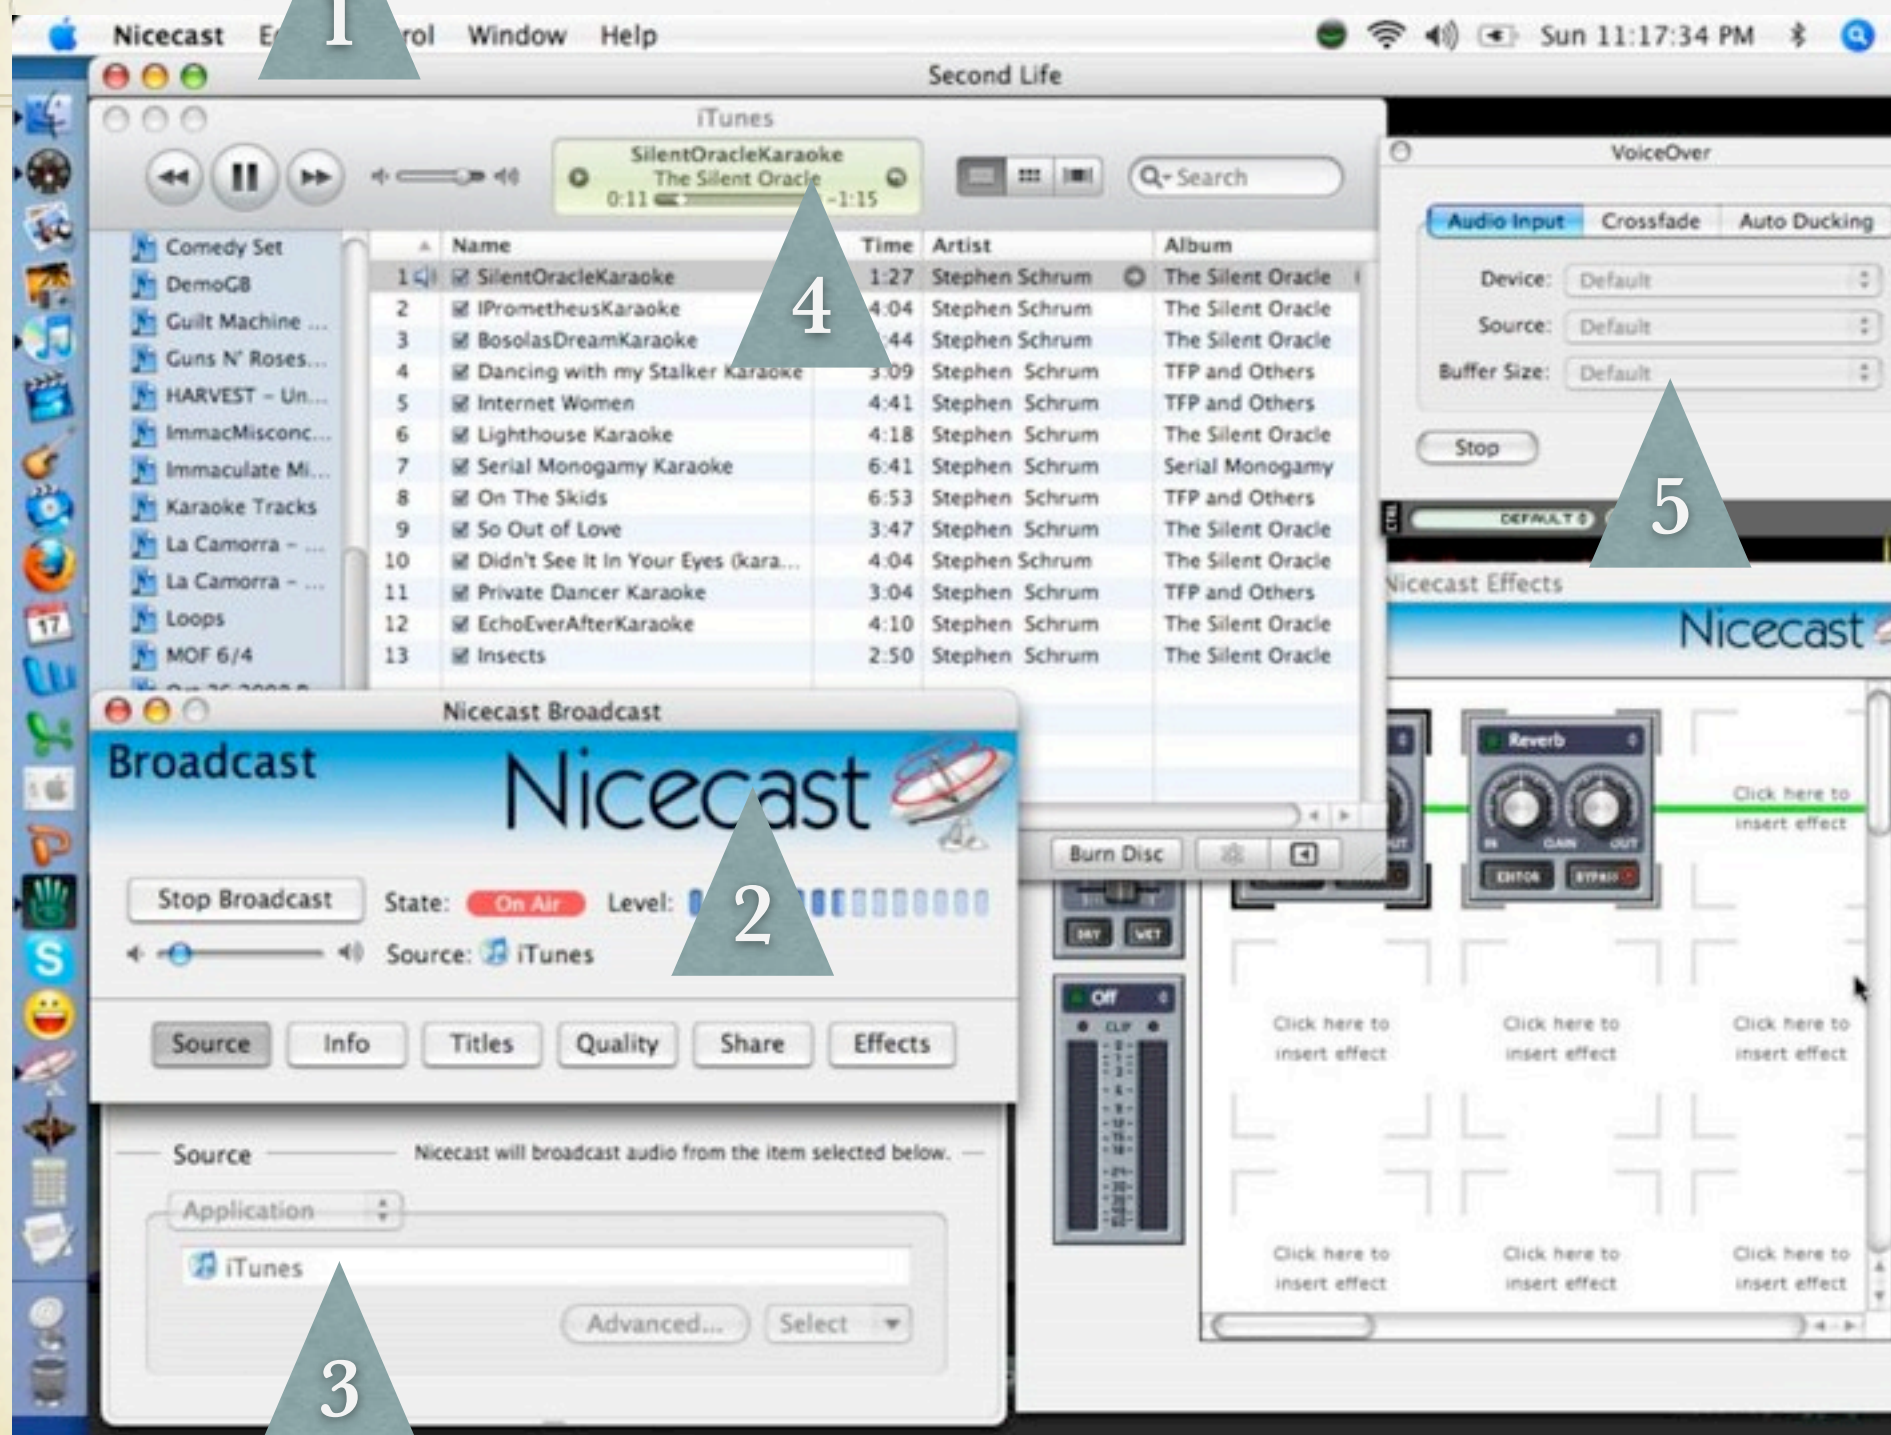 1
Nicecast Window Help Sun 11:17:34 PM
Second Life
iTunes
SilentOracleKaraoke
The Silent Oracle
0:11 -1:15
Search
Comedy Set
DemoGB
Guilt Machine ...
Guns N' Roses...
HARVEST – Un...
ImmacMisconc...
Immaculate Mi...
Karaoke Tracks
La Camorra – ...
La Camorra – ...
Loops
MOF 6/4
Name Time Artist Album
1 SilentOracleKaraoke 1:27 Stephen Schrum The Silent Oracle
2 IPrometheusKaraoke 4:04 Stephen Schrum The Silent Oracle
3 BosolasDreamKaraoke :44 Stephen Schrum The Silent Oracle
4 Dancing with my Stalker Karaoke 3:09 Stephen Schrum TFP and Others
5 Internet Women 4:41 Stephen Schrum TFP and Others
6 Lighthouse Karaoke 4:18 Stephen Schrum The Silent Oracle
7 Serial Monogamy Karaoke 6:41 Stephen Schrum Serial Monogamy
8 On The Skids 6:53 Stephen Schrum TFP and Others
9 So Out of Love 3:47 Stephen Schrum The Silent Oracle
10 Didn't See It In Your Eyes (kara... 4:04 Stephen Schrum The Silent Oracle
11 Private Dancer Karaoke 3:04 Stephen Schrum TFP and Others
12 EchoEverAfterKaraoke 4:10 Stephen Schrum The Silent Oracle
13 Insects 2:50 Stephen Schrum The Silent Oracle
4
Burn Disc
VoiceOver
Audio Input Crossfade Auto Ducking
Device: Default
Source: Default
Buffer Size: Default
Stop
5
DEFAULT
Nicecast Effects
Nicecast
Reverb
IN GAIN OUT
EDITOR BYPASS
Click here to
insert effect
DRY WET
Off
CLIP
Click here to Click here to Click here to
insert effect insert effect insert effect
Click here to Click here to Click here to
insert effect insert effect insert effect
Nicecast Broadcast
Broadcast
Nicecast
Stop Broadcast State: On Air Level:
Source: iTunes
2
Source Info Titles Quality Share Effects
Source Nicecast will broadcast audio from the item selected below.
Application
iTunes
Advanced... Select
3
17